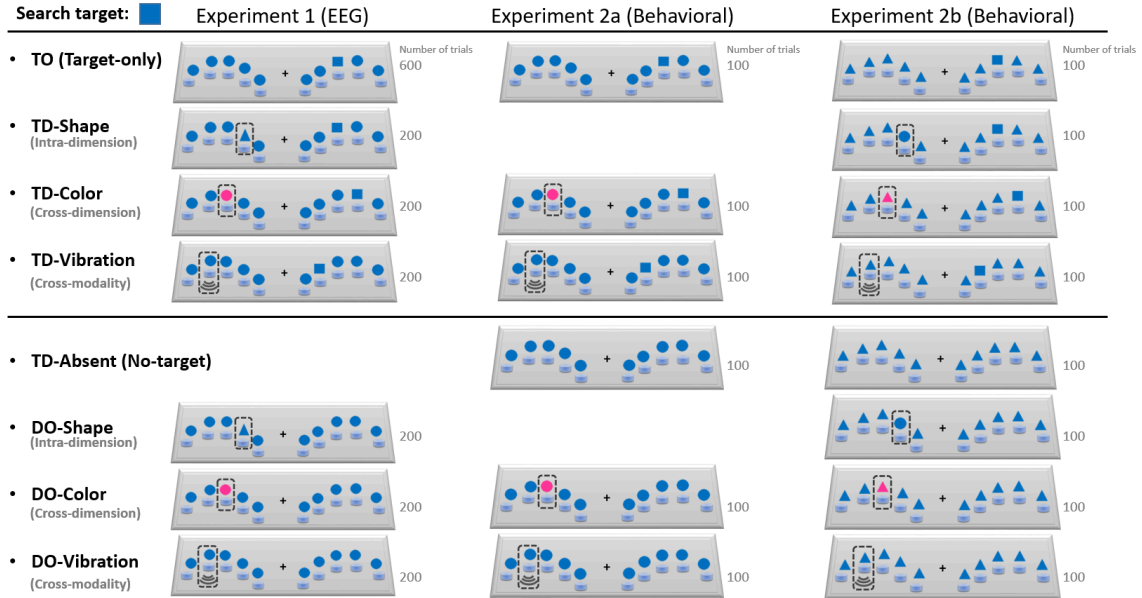 Search target: Experiment 1 (EEG) Experiment 2a (Behavioral) Experiment 2b (Behavioral)
Number of trials Number of trials Number of trials
• TO (Target-only) + 600 + 100 + 100
• TD-Shape + 200 + 100
(Intra-dimension)
• TD-Color + 200 + 100 + 100
(Cross-dimension)
• TD-Vibration + 200 + 100 + 100
(Cross-modality)
• TD-Absent (No-target) + 100 + 100
• DO-Shape + 200 + 100
(Intra-dimension)
• DO-Color + 200 + 100 + 100
(Cross-dimension)
• DO-Vibration + 200 + 100 + 100
(Cross-modality)